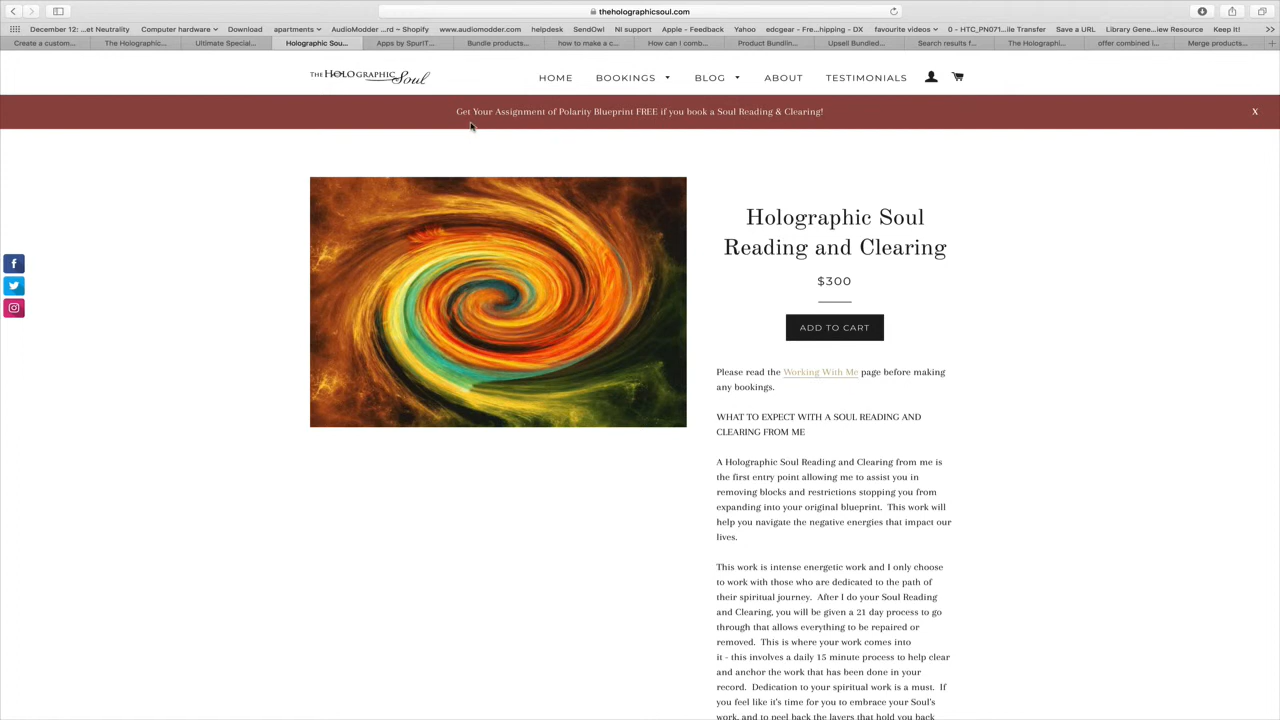 theholographicsoul.com
December 12: ...et Neutrality Computer hardware apartments AudioModder ...rd ~ Shopify Download www.audiomodder.com helpdesk NI support Apple - Feedback Yahoo edcgear - Fre...hipping - DX favourite videos 0 - HTC_PN071...ile Transfer Save a URL Library Gene...iew Resource Keep It!
Create a custom... The Holographic... Ultimate Special... Holographic Sou... Apps by SpurIT... Bundle products... how to make a c... How can I comb... Product Bundlin... Upsell Bundled... Search results f... The Holographi... offer combined i... Merge products...
THE HOLOGRAPHIC Soul HOME BOOKINGS BLOG ABOUT TESTIMONIALS
Get Your Assignment of Polarity Blueprint FREE if you book a Soul Reading & Clearing! X
Holographic Soul
Reading and Clearing
$300
ADD TO CART
Please read the Working With Me page before making
any bookings.
WHAT TO EXPECT WITH A SOUL READING AND
CLEARING FROM ME
A Holographic Soul Reading and Clearing from me is
the first entry point allowing me to assist you in
removing blocks and restrictions stopping you from
expanding into your original blueprint. This work will
help you navigate the negative energies that impact our
lives.
This work is intense energetic work and I only choose
to work with those who are dedicated to the path of
their spiritual journey. After I do your Soul Reading
and Clearing, you will be given a 21 day process to go
through that allows everything to be repaired or
removed. This is where your work comes into
it - this involves a daily 15 minute process to help clear
and anchor the work that has been done in your
record. Dedication to your spiritual work is a must. If
you feel like it's time for you to embrace your Soul's
work, and to peel back the layers that hold you back